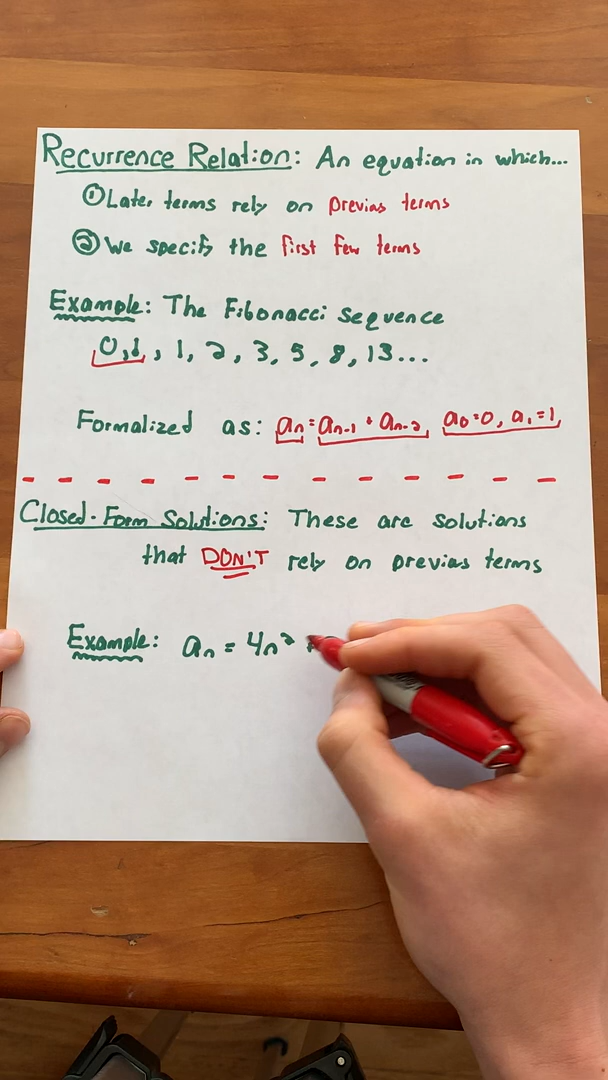 Recurrence Relation: An equation in which...
① Later terms rely on previas terms
② We specify the first few terms
Example: The Fibonacci sequence
0,1, 1, 2, 3, 5, 8, 13...
Formalized as: aₙ=aₙ₋₁ + aₙ₋₂, a₀=0, a₁=1,
Closed-Form Solutions: These are solutions
that DON'T rely on previas terms
Example: aₙ = 4n²